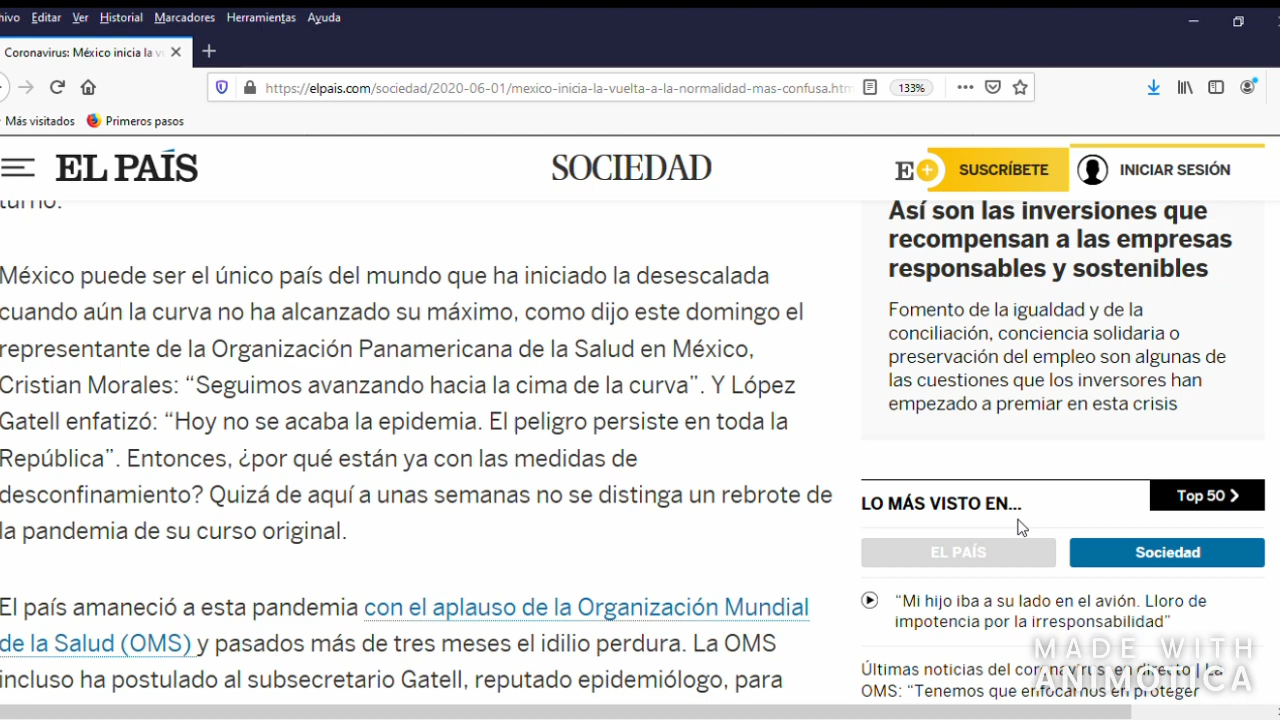 hivo Editar Ver Historial Marcadores Herramientas Ayuda
Coronavirus: México inicia la vu
https://elpais.com/sociedad/2020-06-01/mexico-inicia-la-vuelta-a-la-normalidad-mas-confusa.htm
133%
Más visitados Primeros pasos
EL PAÍS
SOCIEDAD
E+ SUSCRÍBETE
INICIAR SESIÓN
turno.
México puede ser el único país del mundo que ha iniciado la desescalada
cuando aún la curva no ha alcanzado su máximo, como dijo este domingo el
representante de la Organización Panamericana de la Salud en México,
Cristian Morales: “Seguimos avanzando hacia la cima de la curva”. Y López
Gatell enfatizó: “Hoy no se acaba la epidemia. El peligro persiste en toda la
República”. Entonces, ¿por qué están ya con las medidas de
desconfinamiento? Quizá de aquí a unas semanas no se distinga un rebrote de
la pandemia de su curso original.
El país amaneció a esta pandemia con el aplauso de la Organización Mundial
de la Salud (OMS) y pasados más de tres meses el idilio perdura. La OMS
incluso ha postulado al subsecretario Gatell, reputado epidemiólogo, para
Así son las inversiones que
recompensan a las empresas
responsables y sostenibles
Fomento de la igualdad y de la
conciliación, conciencia solidaria o
preservación del empleo son algunas de
las cuestiones que los inversores han
empezado a premiar en esta crisis
LO MÁS VISTO EN...
Top 50
EL PAÍS
Sociedad
“Mi hijo iba a su lado en el avión. Lloro de
impotencia por la irresponsabilidad”
Últimas noticias del coronavirus en directo | La
OMS: “Tenemos que enfocarnos en proteger
MADE WITH
ANIMOTICA